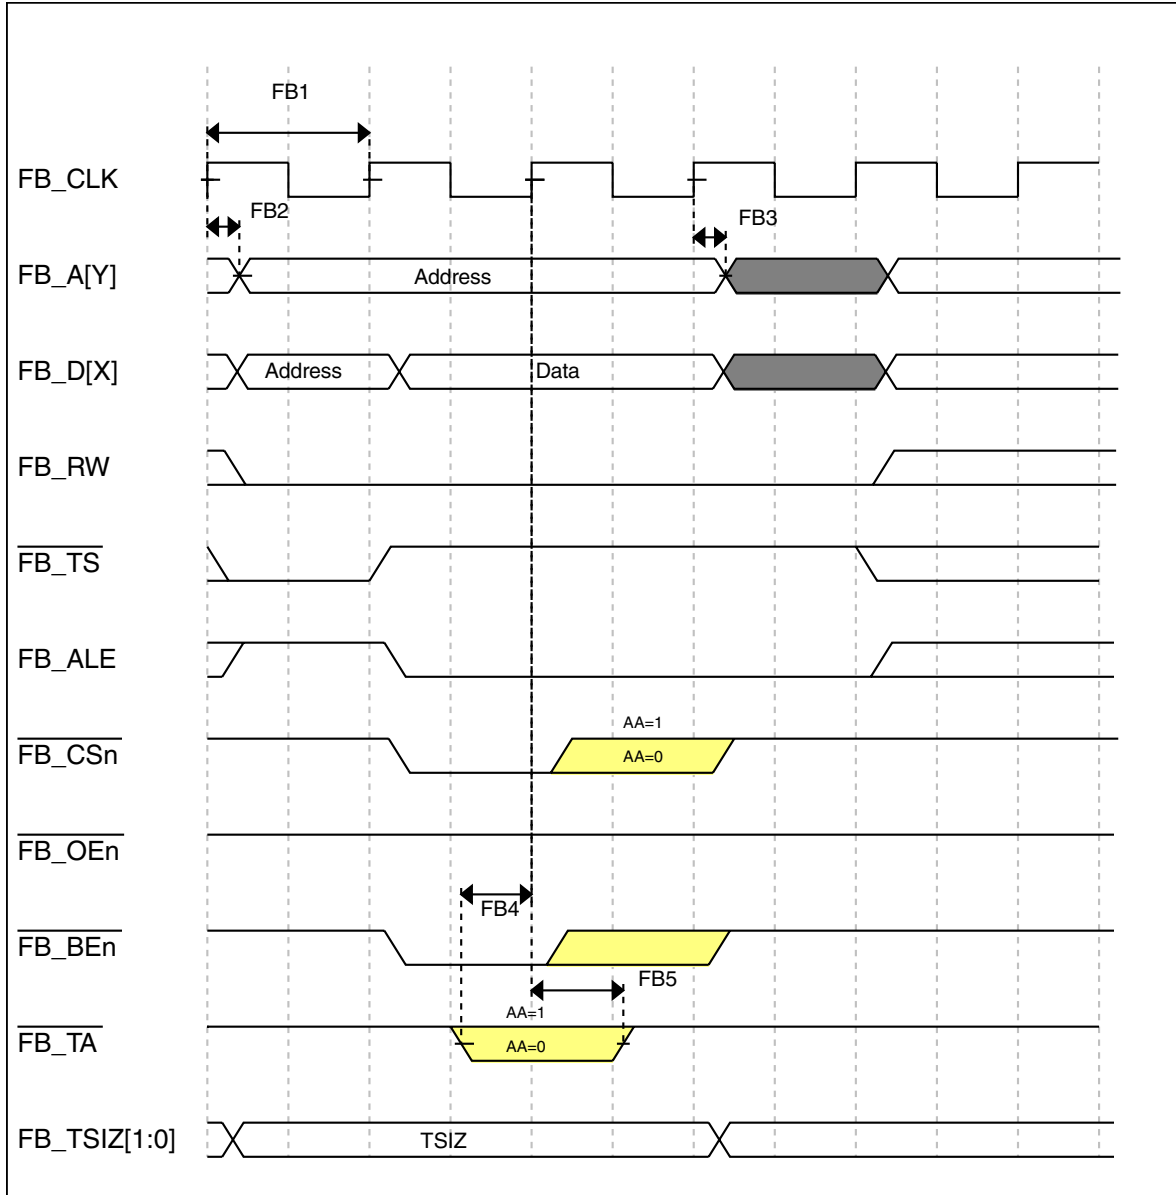 FB1
FB_CLK
FB2
FB3
FB_A[Y]
Address
FB_D[X]
Address
Data
FB_RW
FB_TS
FB_ALE
AA=1
FB_CSn
AA=0
FB_OEn
FB4
FB_BEn
FB5
AA=1
FB_TA
AA=0
FB_TSIZ[1:0]
TSIZ